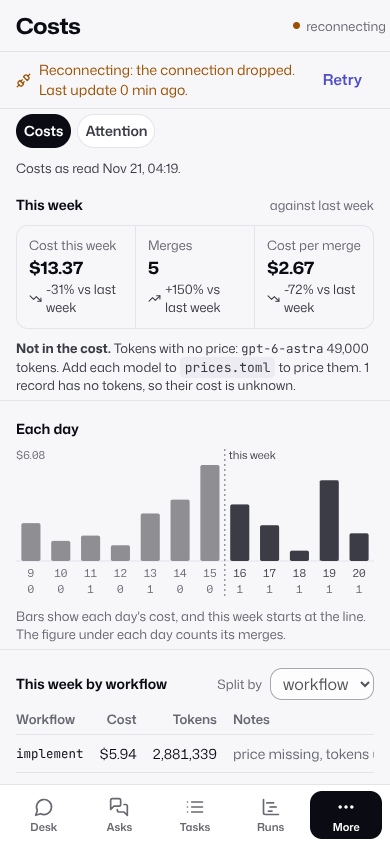 Costs
reconnecting
Reconnecting: the connection dropped.
Last update 0 min ago.
Retry
Costs
Attention
Costs as read Nov 21, 04:19.
This week
against last week
Cost this week
$13.37
-31% vs last
week
Merges
5
+150% vs
last week
Cost per merge
$2.67
-72% vs last
week
Not in the cost. Tokens with no price: gpt-6-astra 49,000
tokens. Add each model to prices.toml to price them. 1
record has no tokens, so their cost is unknown.
Each day
$6.08
this week
9 10 11 12 13 14 15 16 17 18 19 20
0 0 1 0 1 0 0 1 1 1 1 1
Bars show each day's cost, and this week starts at the line.
The figure under each day counts its merges.
This week by workflow
Split by
workflow
Workflow Cost Tokens Notes
implement $5.94 2,881,339 price missing, tokens
Desk
Asks
Tasks
Runs
More